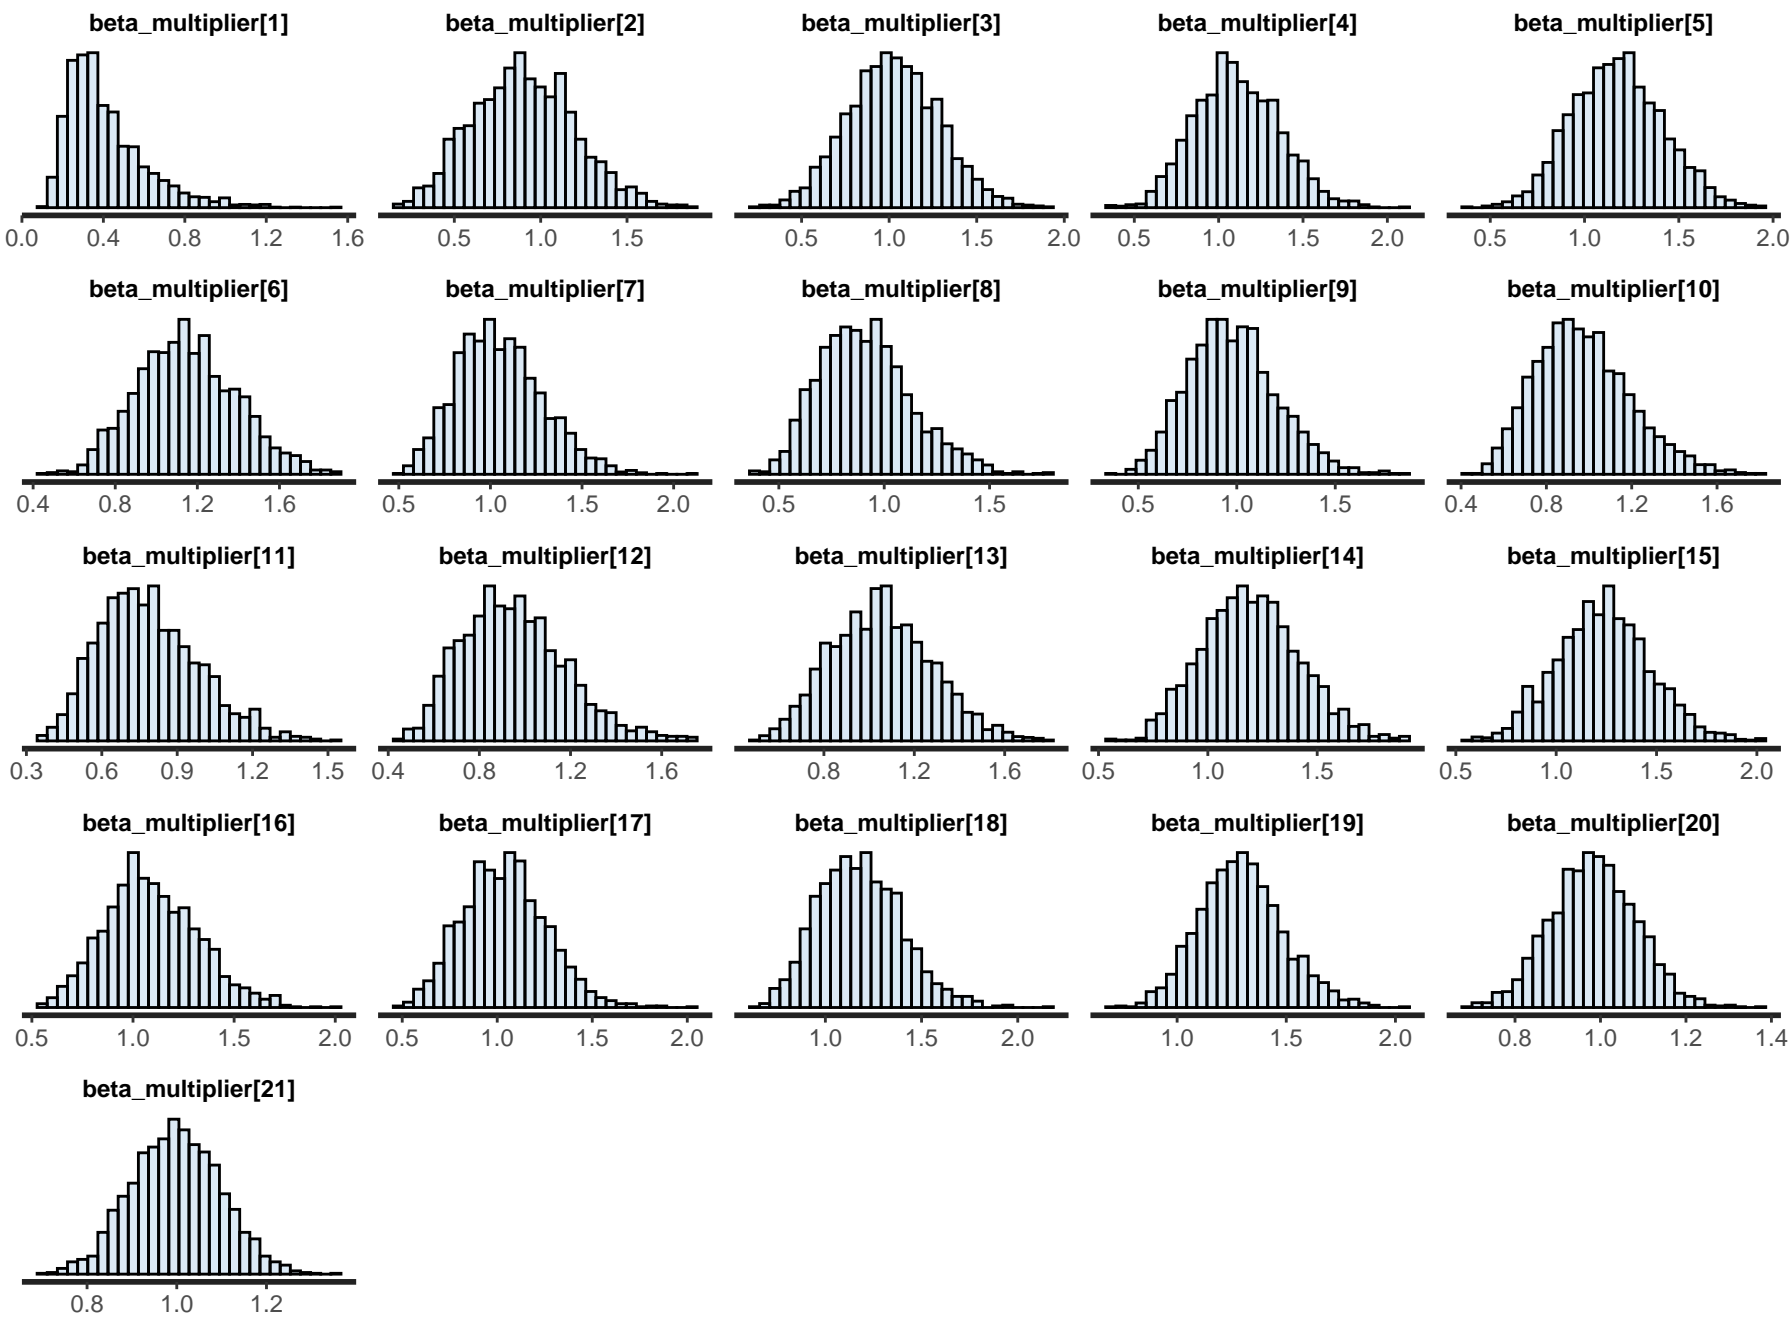 beta_multiplier[1] beta_multiplier[2] beta_multiplier[3] beta_multiplier[4] beta_multiplier[5]
0.0 0.4 0.8 1.2 1.6 0.5 1.0 1.5 0.5 1.0 1.5 2.0 0.5 1.0 1.5 2.0 0.5 1.0 1.5 2.0
beta_multiplier[6] beta_multiplier[7] beta_multiplier[8] beta_multiplier[9] beta_multiplier[10]
0.4 0.8 1.2 1.6 0.5 1.0 1.5 2.0 0.5 1.0 1.5 0.5 1.0 1.5 0.4 0.8 1.2 1.6
beta_multiplier[11] beta_multiplier[12] beta_multiplier[13] beta_multiplier[14] beta_multiplier[15]
0.3 0.6 0.9 1.2 1.5 0.4 0.8 1.2 1.6 0.8 1.2 1.6 0.5 1.0 1.5 0.5 1.0 1.5 2.0
beta_multiplier[16] beta_multiplier[17] beta_multiplier[18] beta_multiplier[19] beta_multiplier[20]
0.5 1.0 1.5 2.0 0.5 1.0 1.5 2.0 1.0 1.5 2.0 1.0 1.5 2.0 0.8 1.0 1.2 1.4
beta_multiplier[21]
0.8 1.0 1.2